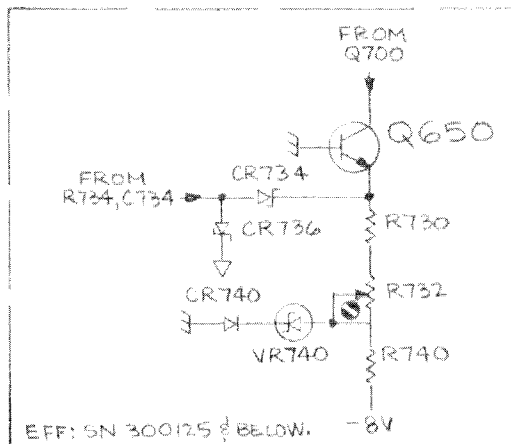 FROM
Q700
Q650
CR734
FROM
R734, C734
CR736
R730
CR740
R732
VR740
R740
-8V
EFF: SN 300125 & BELOW.